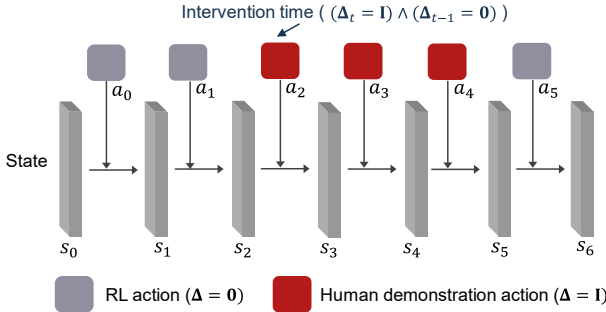 Intervention time ( (Δₜ = I) ∧ (Δₜ₋₁ = 0) )
a₀ a₁ a₂ a₃ a₄ a₅
State
s₀ s₁ s₂ s₃ s₄ s₅ s₆
RL action (Δ = 0) Human demonstration action (Δ = I)